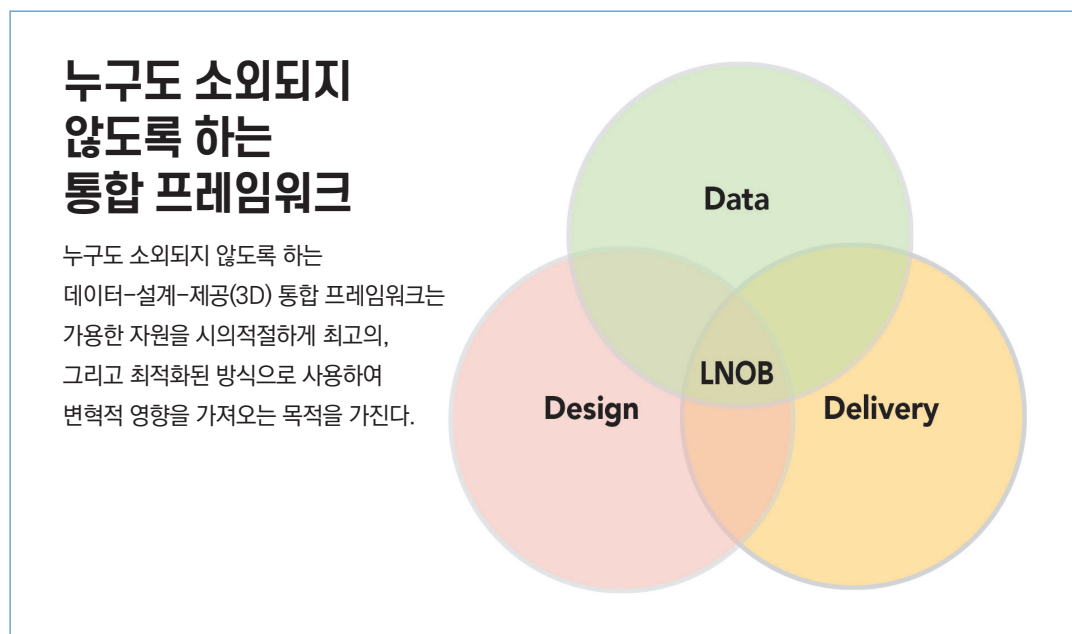 누구도 소외되지
않도록 하는
통합 프레임워크
누구도 소외되지 않도록 하는
데이터-설계-제공(3D) 통합 프레임워크는
가용한 자원을 시의적절하게 최고의,
그리고 최적화된 방식으로 사용하여
변혁적 영향을 가져오는 목적을 가진다.
Data
LNOB
Design
Delivery